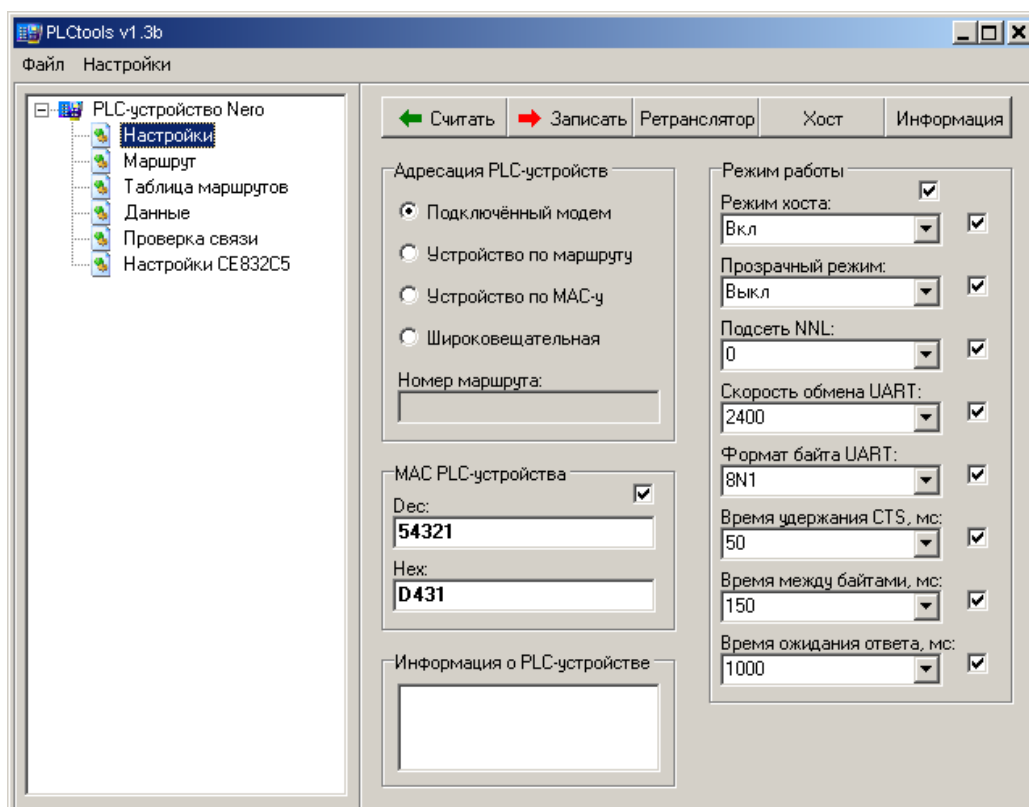 PLCtools v1.3b
Файл Настройки
PLC-устройство Nero
Настройки
Маршрут
Таблица маршрутов
Данные
Проверка связи
Настройки CE832C5
Считать Записать Ретранслятор Хост Информация
Адресация PLC-устройств
Подключённый модем
Устройство по маршруту
Устройство по MAC-у
Широковещательная
Номер маршрута:
MAC PLC-устройства
Dec:
54321
Hex:
D431
Информация о PLC-устройстве
Режим работы
Режим хоста:
Вкл
Прозрачный режим:
Выкл
Подсеть NNL:
0
Скорость обмена UART:
2400
Формат байта UART:
8N1
Время удержания CTS, мс:
50
Время между байтами, мс:
150
Время ожидания ответа, мс:
1000